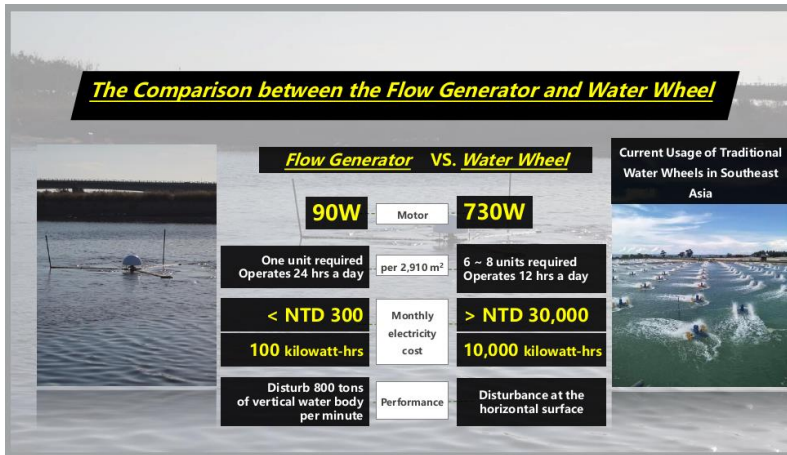 The Comparison between the Flow Generator and Water Wheel
Flow Generator VS. Water Wheel
90W
Motor
730W
One unit required
Operates 24 hrs a day
per 2,910 m²
6 ~ 8 units required
Operates 12 hrs a day
< NTD 300
100 kilowatt-hrs
Monthly
electricity
cost
> NTD 30,000
10,000 kilowatt-hrs
Disturb 800 tons
of vertical water body
per minute
Performance
Disturbance at the
horizontal surface
Current Usage of Traditional
Water Wheels in Southeast
Asia